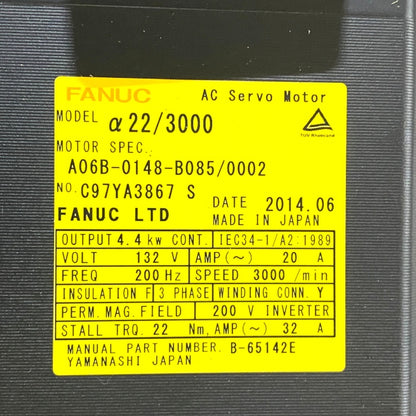 FANUC AC Servo Motor
MODEL α22/3000
MOTOR SPEC.
A06B-0148-B085/0002
NO. C97YA3867 S
DATE 2014.06
FANUC LTD MADE IN JAPAN
OUTPUT 4.4 kw CONT. IEC34-1/A2:1989
VOLT 132 V AMP(~) 20 A
FREQ 200 Hz SPEED 3000 /min
INSULATION F 3 PHASE WINDING CONN. Y
PERM. MAG. FIELD 200 V INVERTER
STALL TRQ. 22 Nm, AMP(~) 32 A
MANUAL PART NUMBER. B-65142E
YAMANASHI JAPAN